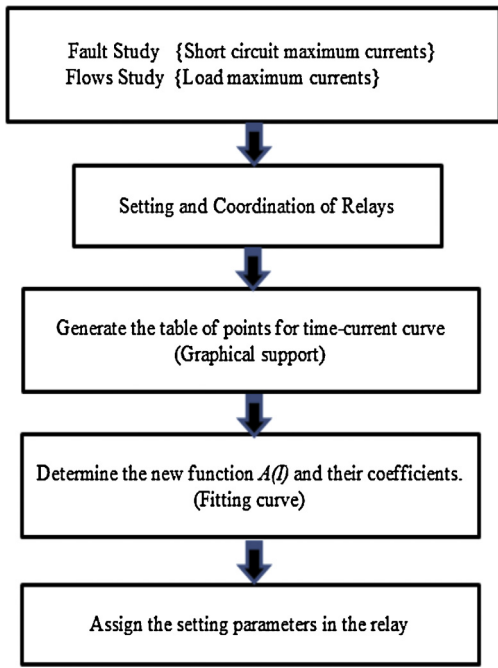 Fault Study {Short circuit maximum currents}
Flows Study {Load maximum currents}
Setting and Coordination of Relays
Generate the table of points for time-current curve
(Graphical support)
Determine the new function A(I) and their coefficients.
(Fitting curve)
Assign the setting parameters in the relay